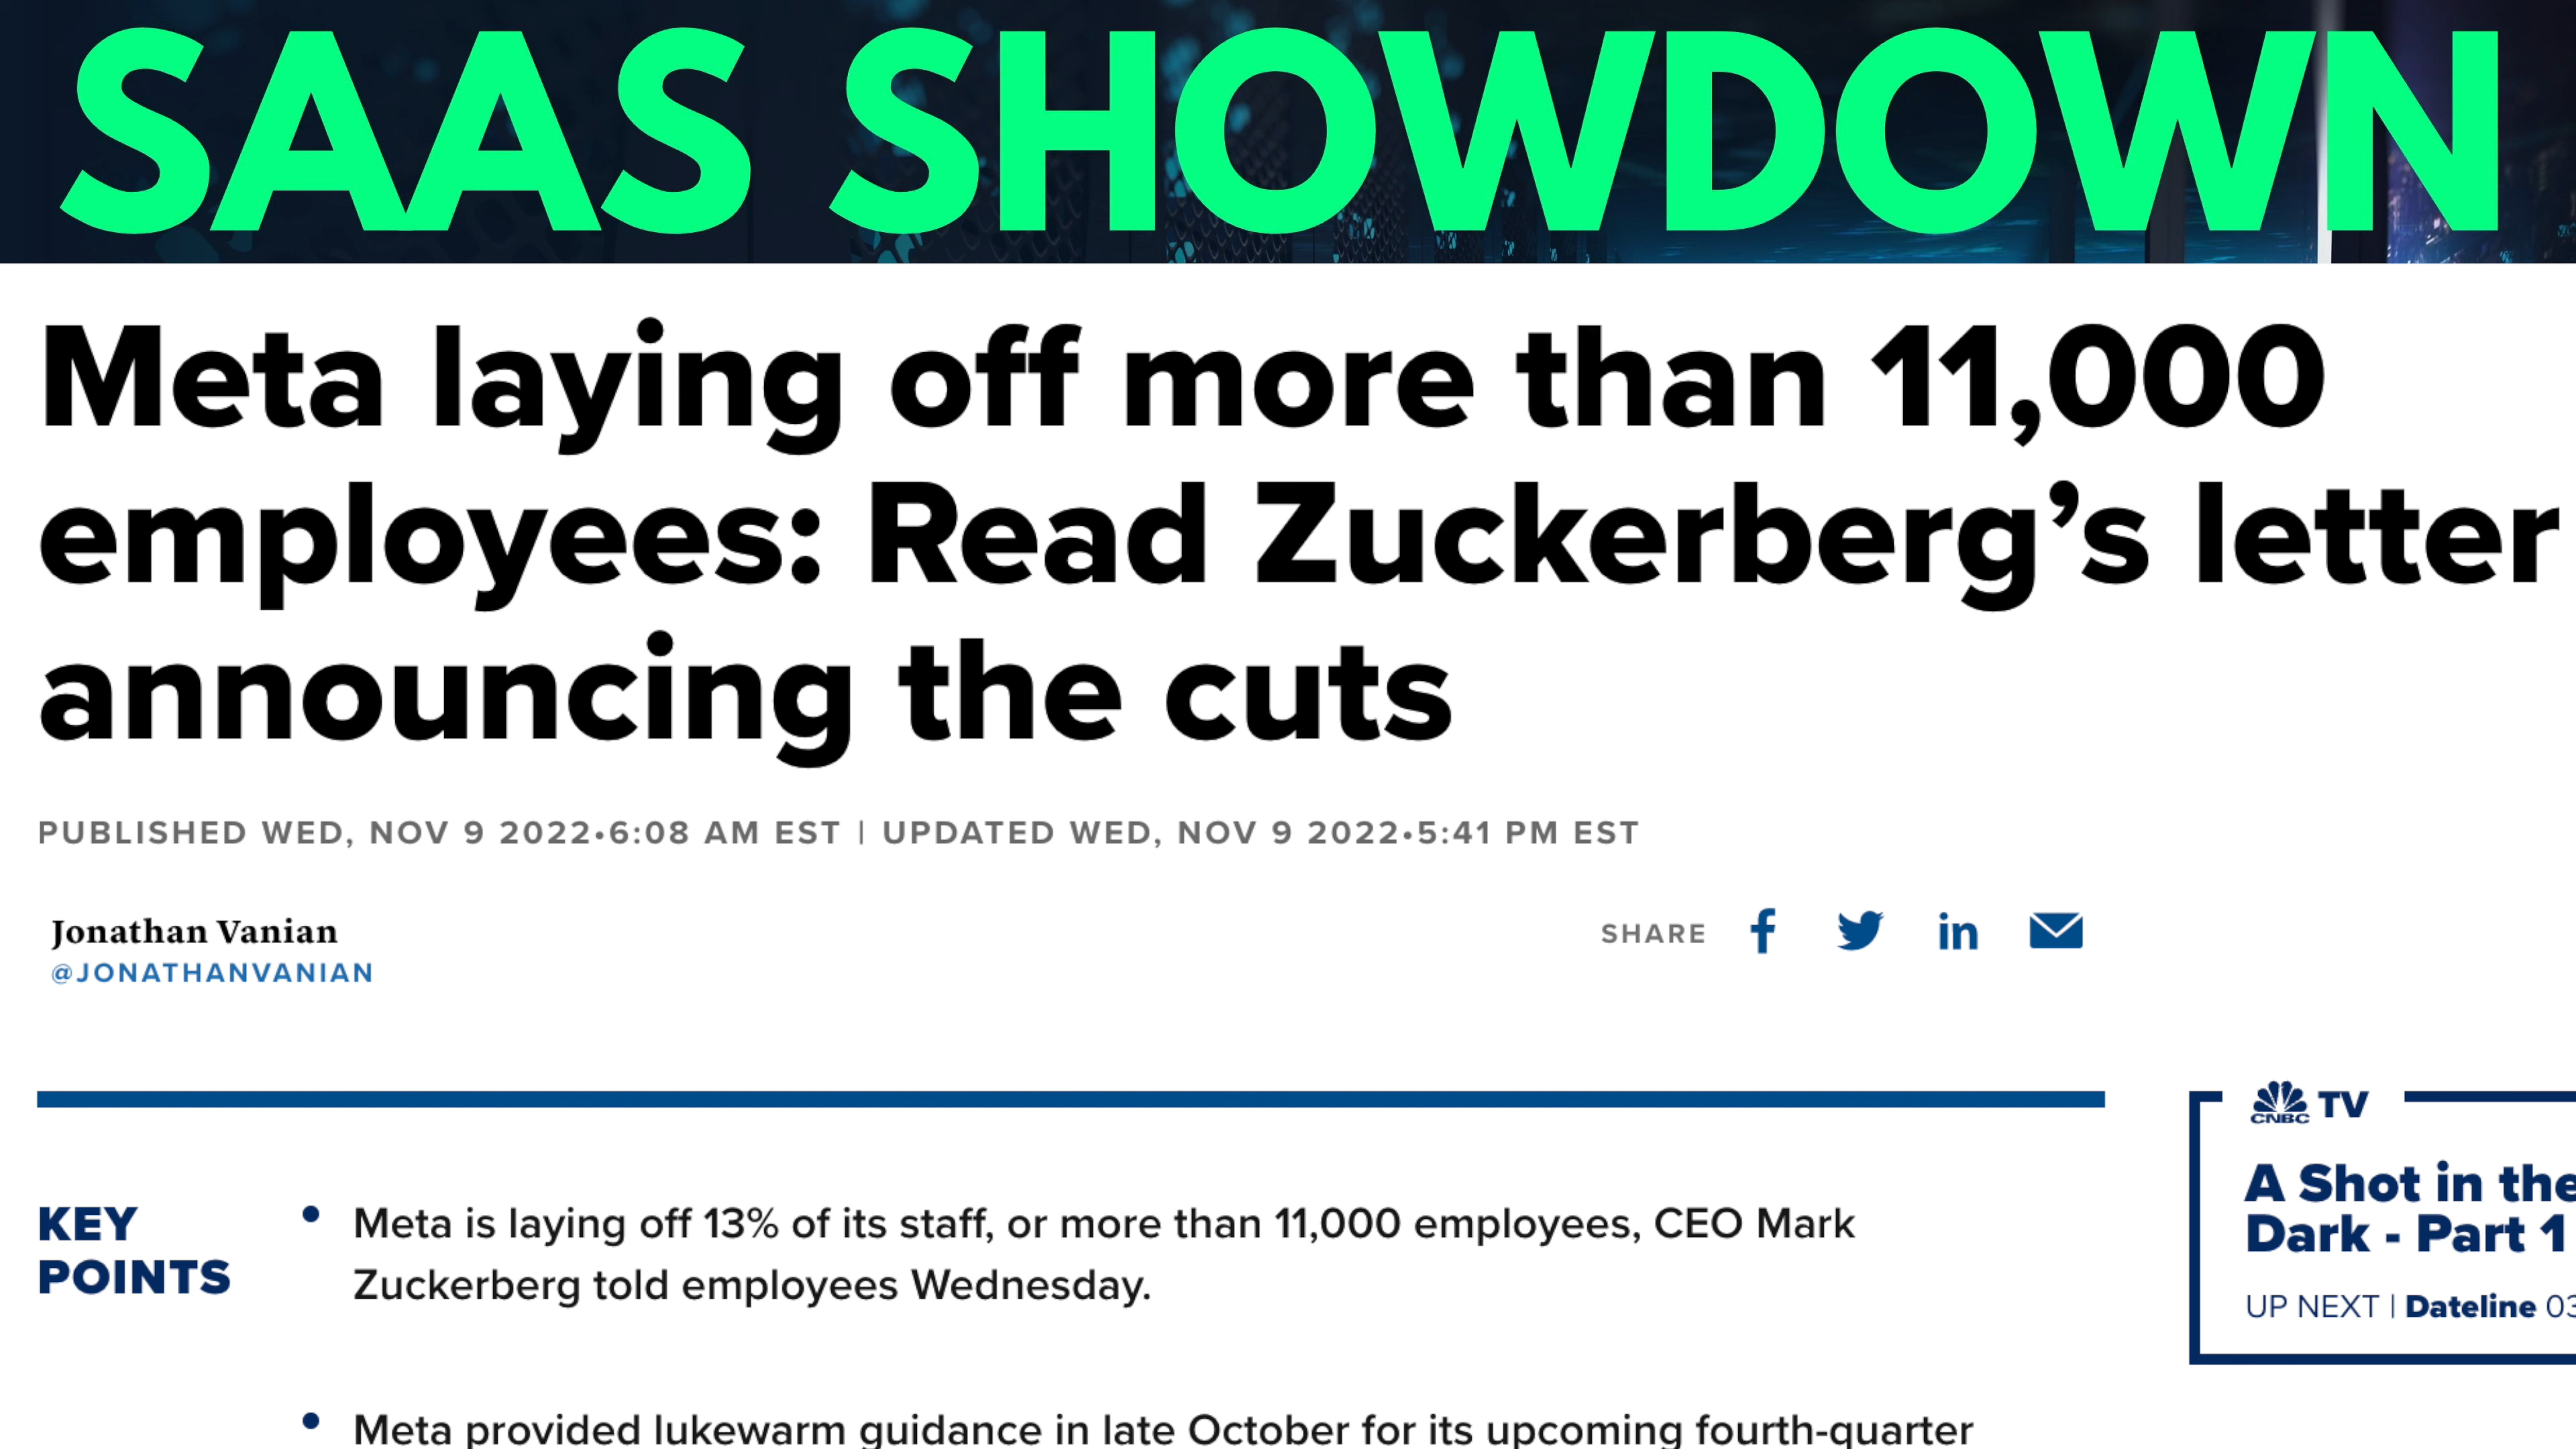 SAAS SHOWDOWN
Meta laying off more than 11,000
employees: Read Zuckerberg’s letter
announcing the cuts
PUBLISHED WED, NOV 9 2022•6:08 AM EST | UPDATED WED, NOV 9 2022•5:41 PM EST
Jonathan Vanian
@JONATHANVANIAN
SHARE
CNBC TV
A Shot in the
Dark - Part 1
UP NEXT | Dateline 03
KEY
POINTS
• Meta is laying off 13% of its staff, or more than 11,000 employees, CEO Mark
Zuckerberg told employees Wednesday.
• Meta provided lukewarm guidance in late October for its upcoming fourth-quarter